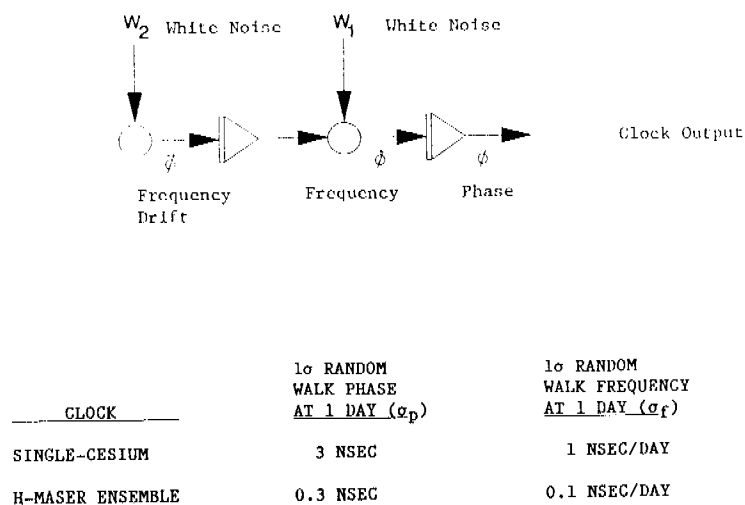 W2 White Noise W1 White Noise
Clock Output
φ̈ φ̇ φ
Frequency Drift Frequency Phase
1σ RANDOM WALK PHASE AT 1 DAY (σp)
1σ RANDOM WALK FREQUENCY AT 1 DAY (σf)
CLOCK
SINGLE-CESIUM 3 NSEC 1 NSEC/DAY
H-MASER ENSEMBLE 0.3 NSEC 0.1 NSEC/DAY